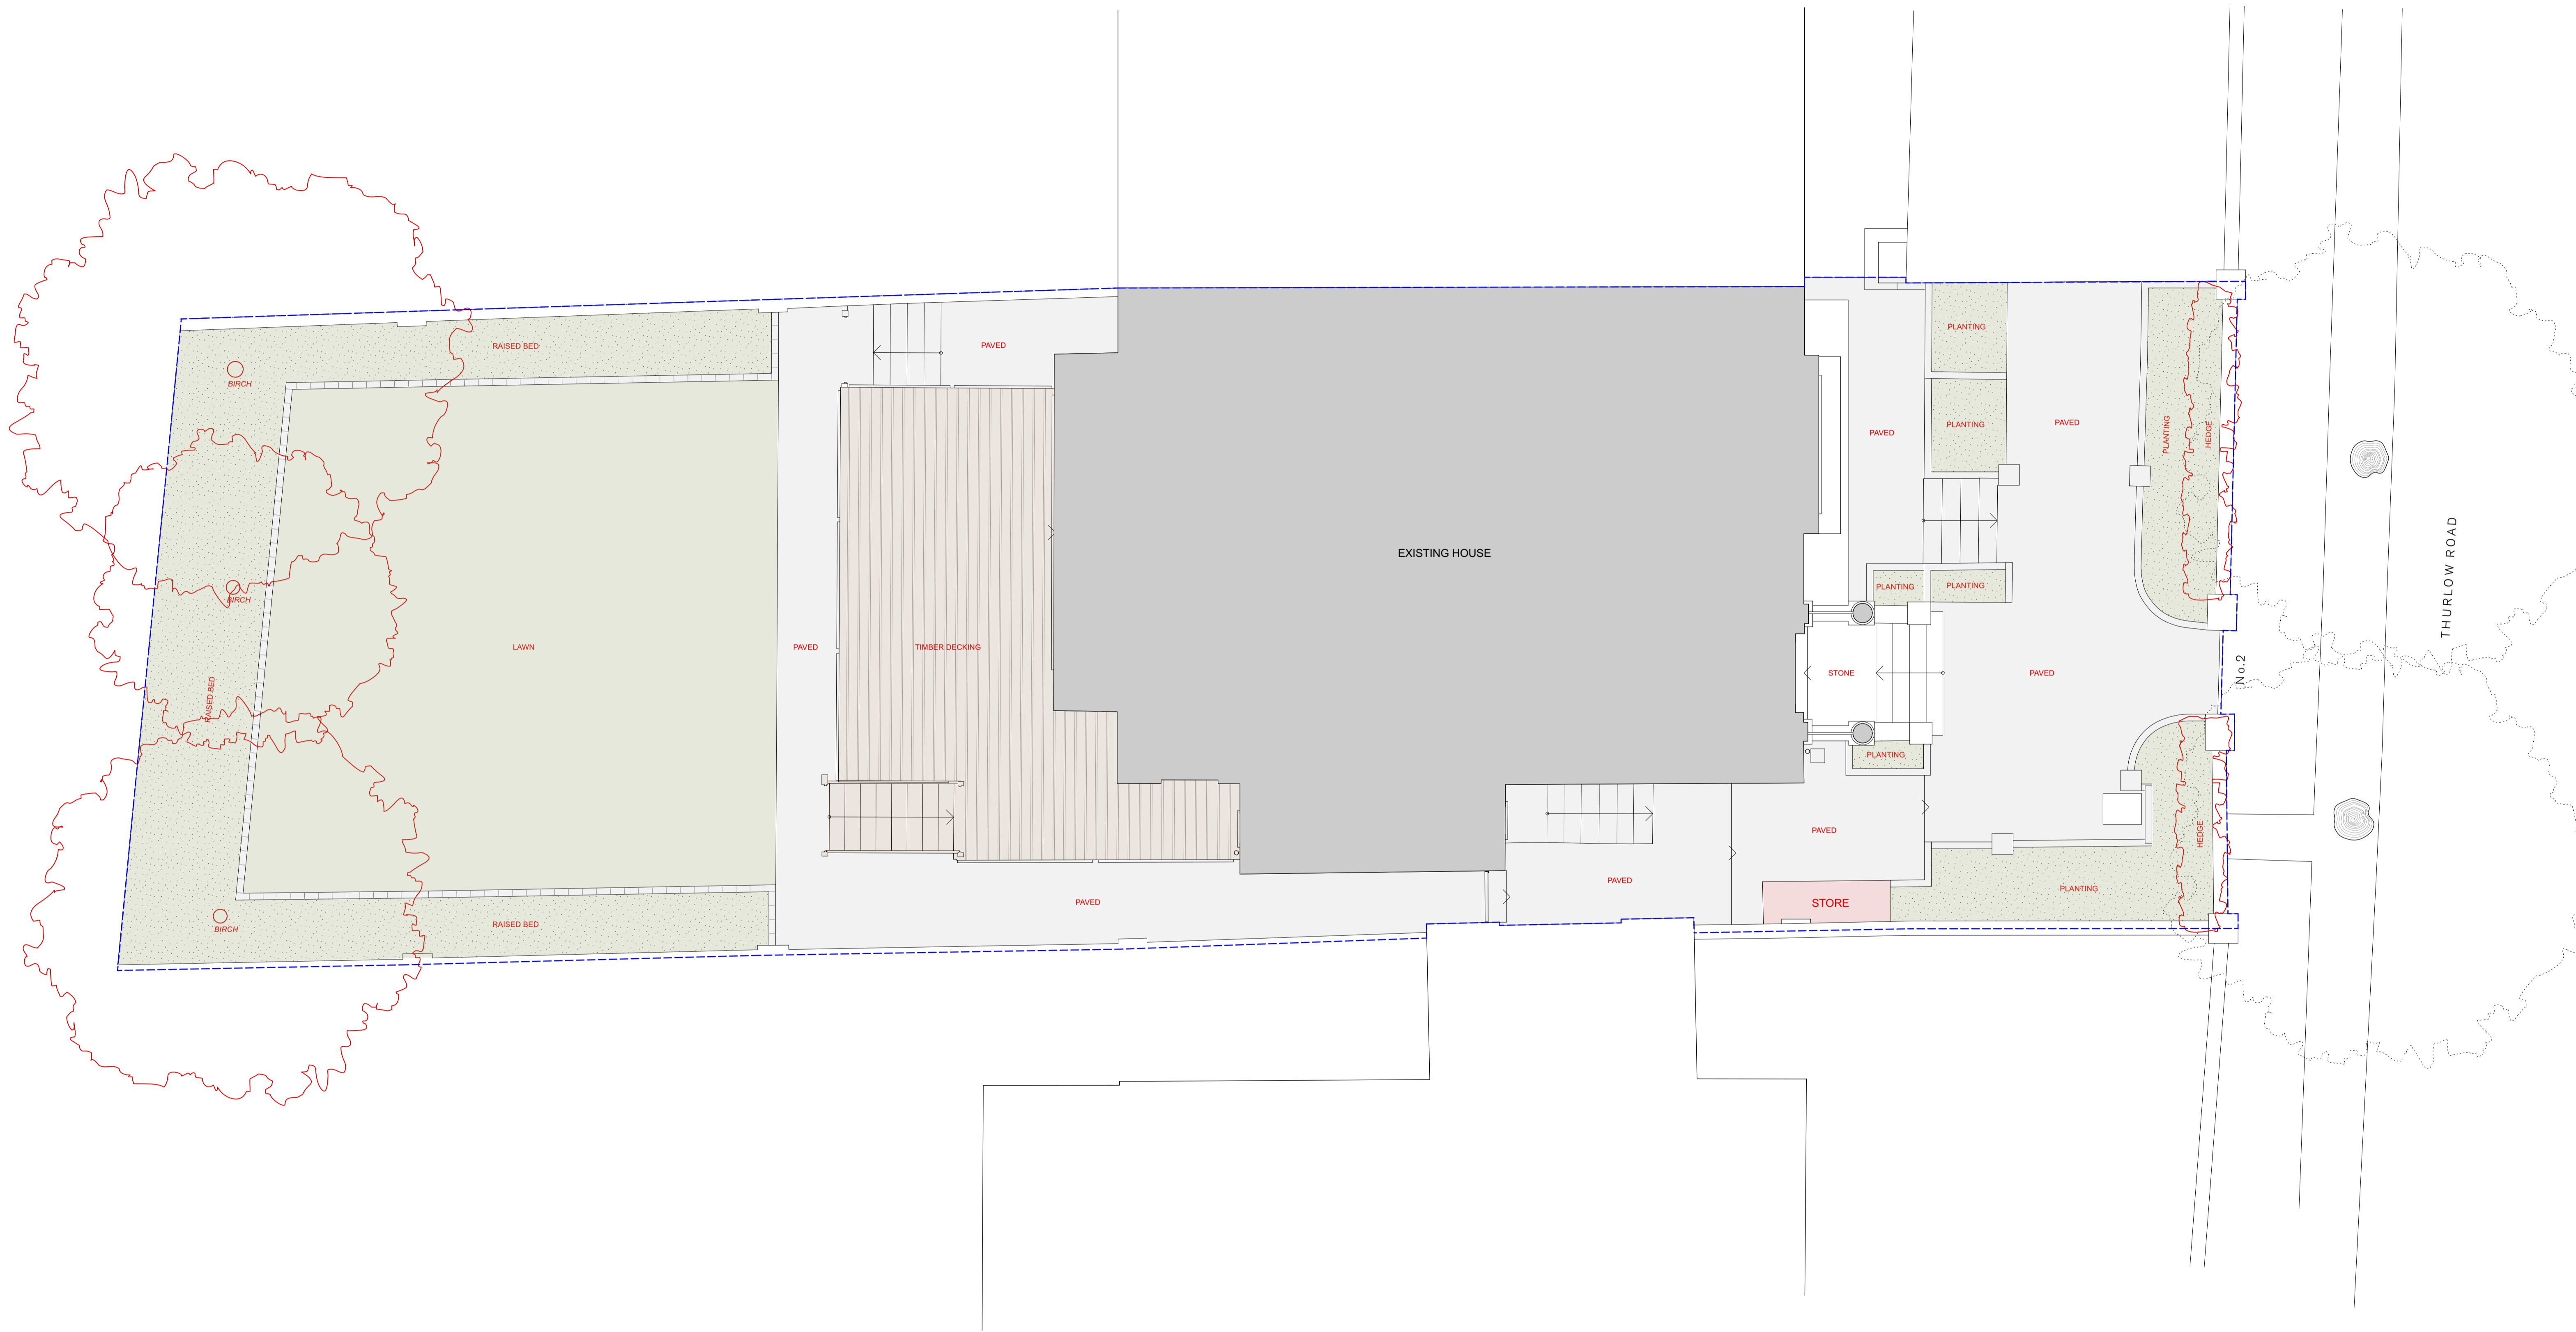 RAISED BED
PAVED
PLANTING
BIRCH
PLANTING
PAVED
PAVED
PLANTING
HEDGE
EXISTING HOUSE
THURLOW ROAD
PLANTING
PLANTING
BIRCH
LAWN
PAVED
TIMBER DECKING
STONE
PAVED
No.2
RAISED BED
PLANTING
PAVED
HEDGE
PAVED
PLANTING
PAVED
STORE
RAISED BED
BIRCH